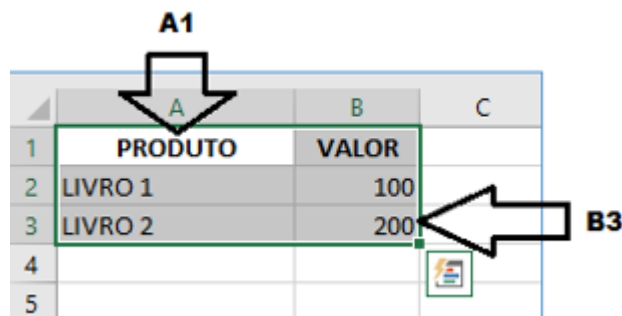 A1
A B C
1 PRODUTO VALOR
2 LIVRO 1 100
3 LIVRO 2 200
B3
4
5